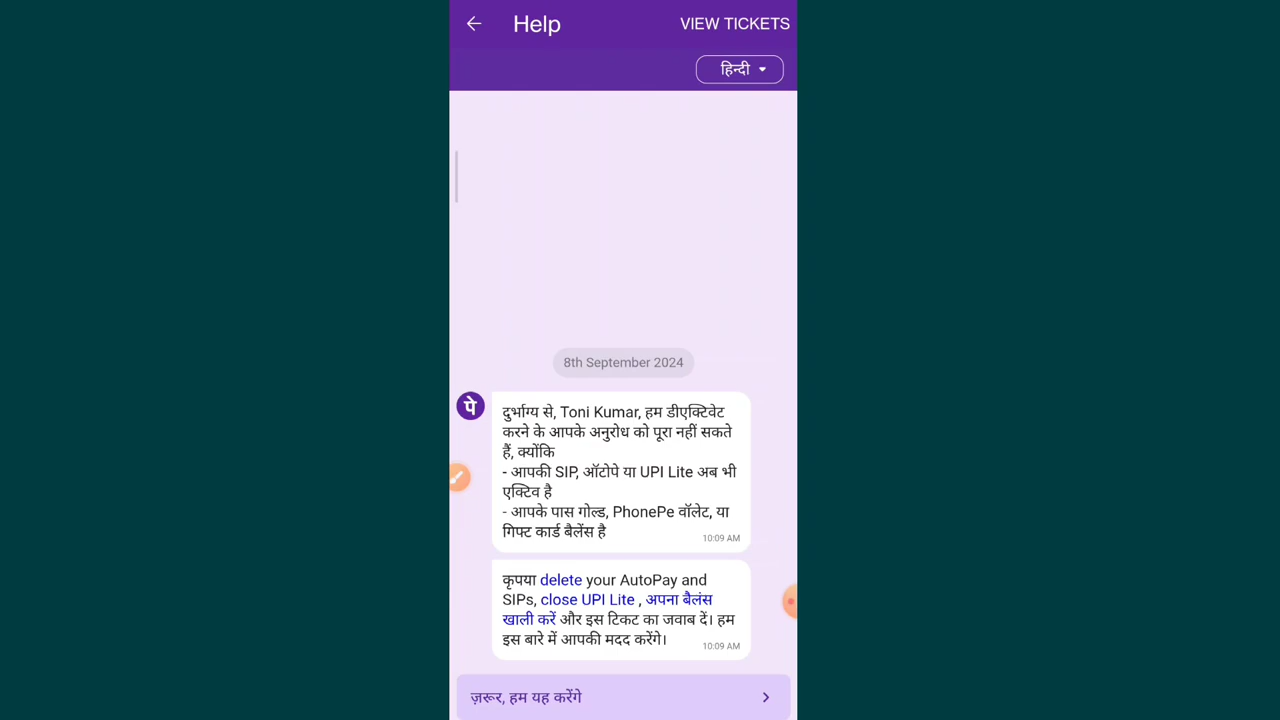 Help
VIEW TICKETS
हिन्दी
8th September 2024
पे
दुर्भाग्य से, Toni Kumar, हम डीएक्टिवेट
करने के आपके अनुरोध को पूरा नहीं सकते
हैं, क्योंकि
- आपकी SIP, ऑटोपे या UPI Lite अब भी
एक्टिव है
- आपके पास गोल्ड, PhonePe वॉलेट, या
गिफ्ट कार्ड बैलेंस है
10:09 AM
कृपया delete your AutoPay and
SIPs, close UPI Lite , अपना बैलंस
खाली करें और इस टिकट का जवाब दें। हम
इस बारे में आपकी मदद करेंगे।
10:09 AM
ज़रूर, हम यह करेंगे